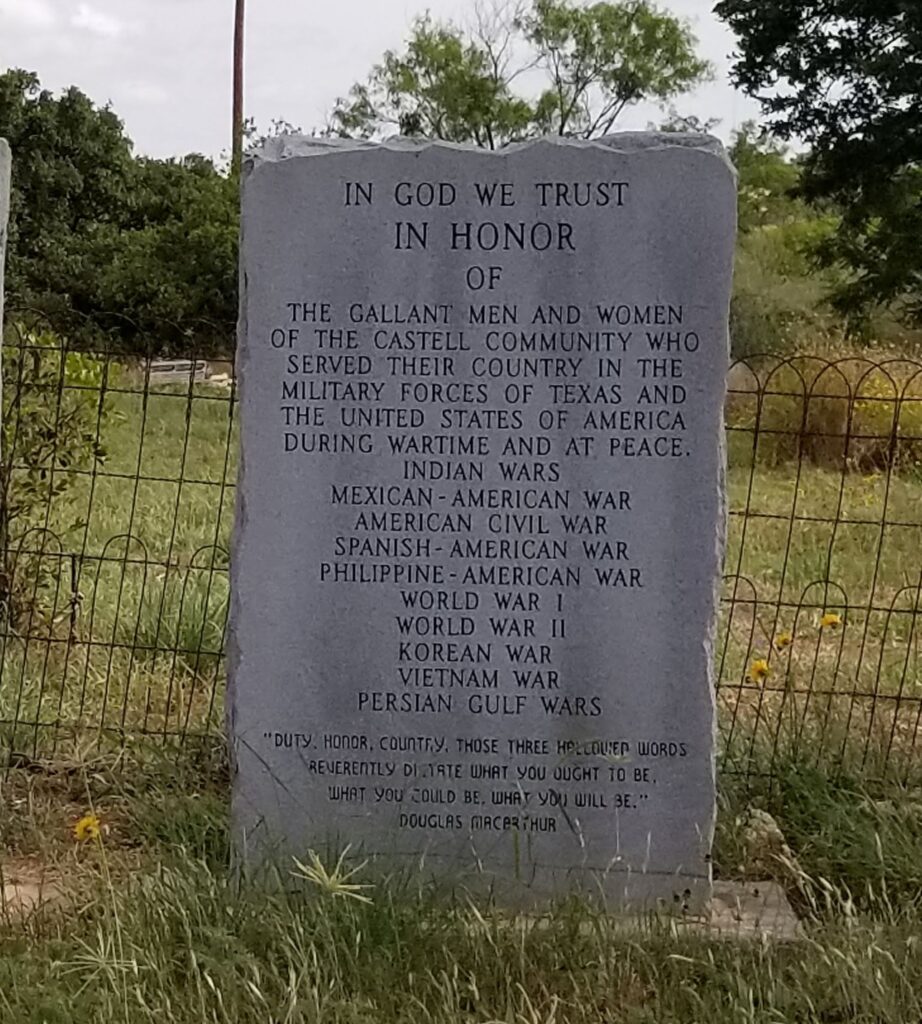 IN GOD WE TRUST
IN HONOR
OF
THE GALLANT MEN AND WOMEN
OF THE CASTELL COMMUNITY WHO
SERVED THEIR COUNTRY IN THE
MILITARY FORCES OF TEXAS AND
THE UNITED STATES OF AMERICA
DURING WARTIME AND AT PEACE.
INDIAN WARS
MEXICAN-AMERICAN WAR
AMERICAN CIVIL WAR
SPANISH-AMERICAN WAR
PHILIPPINE-AMERICAN WAR
WORLD WAR I
WORLD WAR II
KOREAN WAR
VIETNAM WAR
PERSIAN GULF WARS
"DUTY, HONOR, COUNTRY, THOSE THREE HALLOWED WORDS
REVERENTLY DICTATE WHAT YOU OUGHT TO BE,
WHAT YOU COULD BE, WHAT YOU WILL BE."
DOUGLAS MACARTHUR